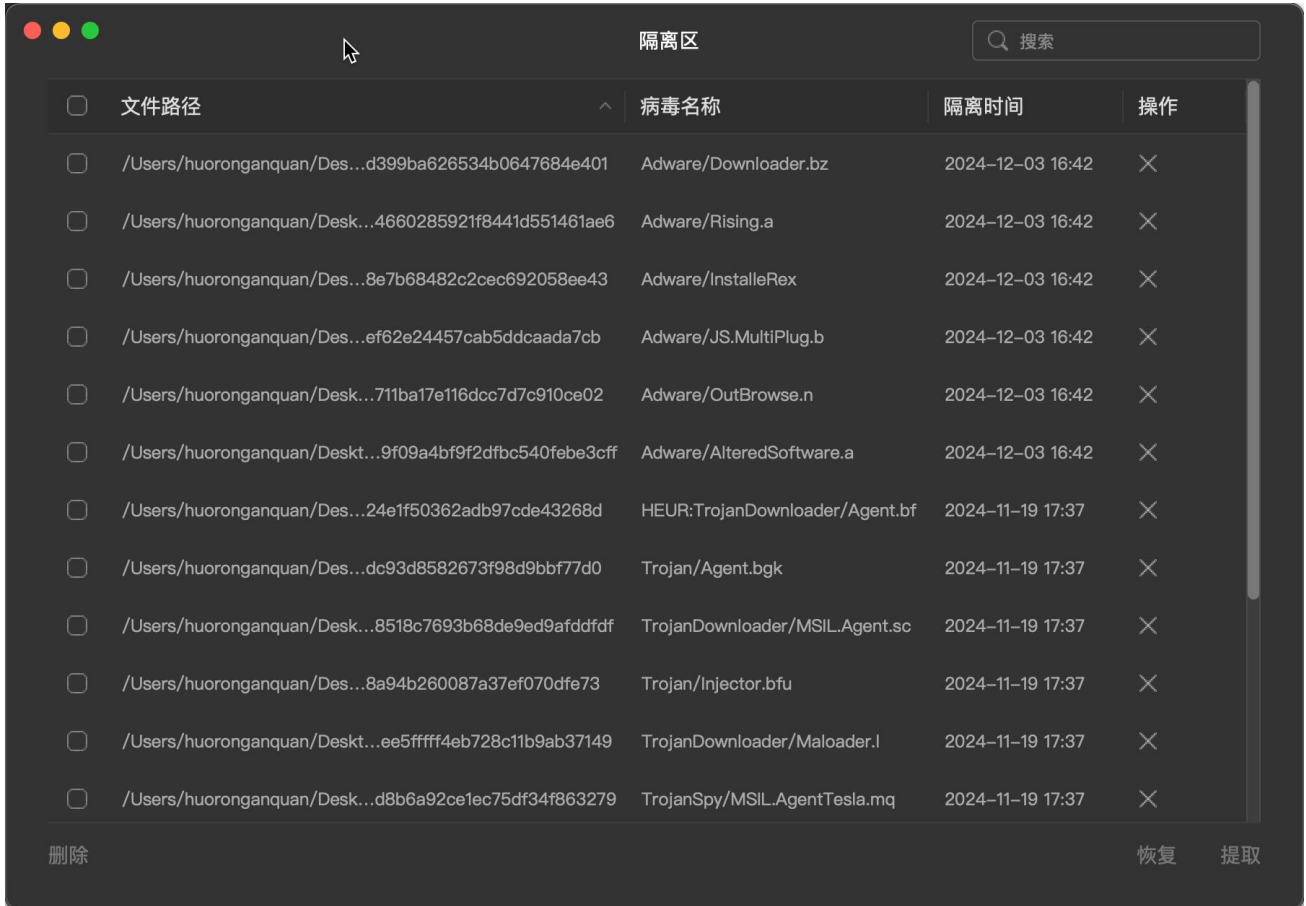 隔离区
搜索
文件路径 病毒名称 隔离时间 操作
/Users/huoronganquan/Des...d399ba626534b0647684e401 Adware/Downloader.bz 2024-12-03 16:42
/Users/huoronganquan/Desk...4660285921f8441d551461ae6 Adware/Rising.a 2024-12-03 16:42
/Users/huoronganquan/Des...8e7b68482c2cec692058ee43 Adware/InstalleRex 2024-12-03 16:42
/Users/huoronganquan/Des...ef62e24457cab5ddcaada7cb Adware/JS.MultiPlug.b 2024-12-03 16:42
/Users/huoronganquan/Desk...711ba17e116dcc7d7c910ce02 Adware/OutBrowse.n 2024-12-03 16:42
/Users/huoronganquan/Deskt...9f09a4bf9f2dfbc540febe3cff Adware/AlteredSoftware.a 2024-12-03 16:42
/Users/huoronganquan/Des...24e1f50362adb97cde43268d HEUR:TrojanDownloader/Agent.bf 2024-11-19 17:37
/Users/huoronganquan/Des...dc93d8582673f98d9bbf77d0 Trojan/Agent.bgk 2024-11-19 17:37
/Users/huoronganquan/Desk...8518c7693b68de9ed9afddfdf TrojanDownloader/MSIL.Agent.sc 2024-11-19 17:37
/Users/huoronganquan/Des...8a94b260087a37ef070dfe73 Trojan/Injector.bfu 2024-11-19 17:37
/Users/huoronganquan/Deskt...ee5fffff4eb728c11b9ab37149 TrojanDownloader/Maloader.l 2024-11-19 17:37
/Users/huoronganquan/Desk...d8b6a92ce1ec75df34f863279 TrojanSpy/MSIL.AgentTesla.mq 2024-11-19 17:37
删除 恢复 提取